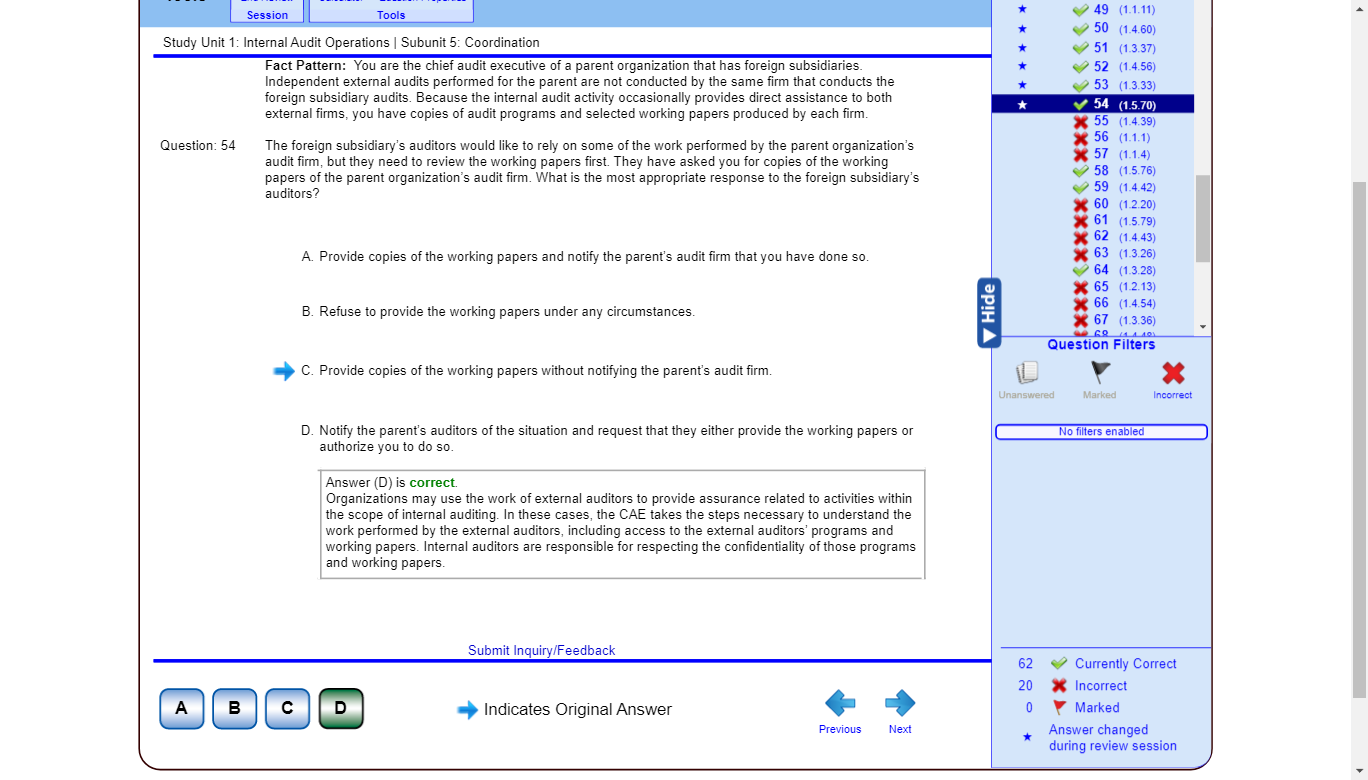 Session
Tools
Study Unit 1: Internal Audit Operations | Subunit 5: Coordination
Fact Pattern: You are the chief audit executive of a parent organization that has foreign subsidiaries.
Independent external audits performed for the parent are not conducted by the same firm that conducts the
foreign subsidiary audits. Because the internal audit activity occasionally provides direct assistance to both
external firms, you have copies of audit programs and selected working papers produced by each firm.
Question: 54
The foreign subsidiary's auditors would like to rely on some of the work performed by the parent organization's
audit firm, but they need to review the working papers first. They have asked you for copies of the working
papers of the parent organization's audit firm. What is the most appropriate response to the foreign subsidiary's
auditors?
A. Provide copies of the working papers and notify the parent's audit firm that you have done so.
B. Refuse to provide the working papers under any circumstances.
C. Provide copies of the working papers without notifying the parent's audit firm.
D. Notify the parent's auditors of the situation and request that they either provide the working papers or
authorize you to do so.
Answer (D) is correct.
Organizations may use the work of external auditors to provide assurance related to activities within
the scope of internal auditing. In these cases, the CAE takes the steps necessary to understand the
work performed by the external auditors, including access to the external auditors' programs and
working papers. Internal auditors are responsible for respecting the confidentiality of those programs
and working papers.
Submit Inquiry/Feedback
A B C D
Indicates Original Answer
Previous
Next
49 (1.1.11)
50 (1.4.60)
51 (1.3.37)
52 (1.4.56)
53 (1.3.33)
54 (1.5.70)
55 (1.4.39)
56 (1.1.1)
57 (1.1.4)
58 (1.5.76)
59 (1.4.42)
60 (1.2.20)
61 (1.5.79)
62 (1.4.43)
63 (1.3.26)
64 (1.3.28)
65 (1.2.13)
66 (1.4.54)
67 (1.3.36)
68 (1.4.48)
Hide
Question Filters
Unanswered
Marked
Incorrect
No filters enabled
62 Currently Correct
20 Incorrect
0 Marked
Answer changed
during review session